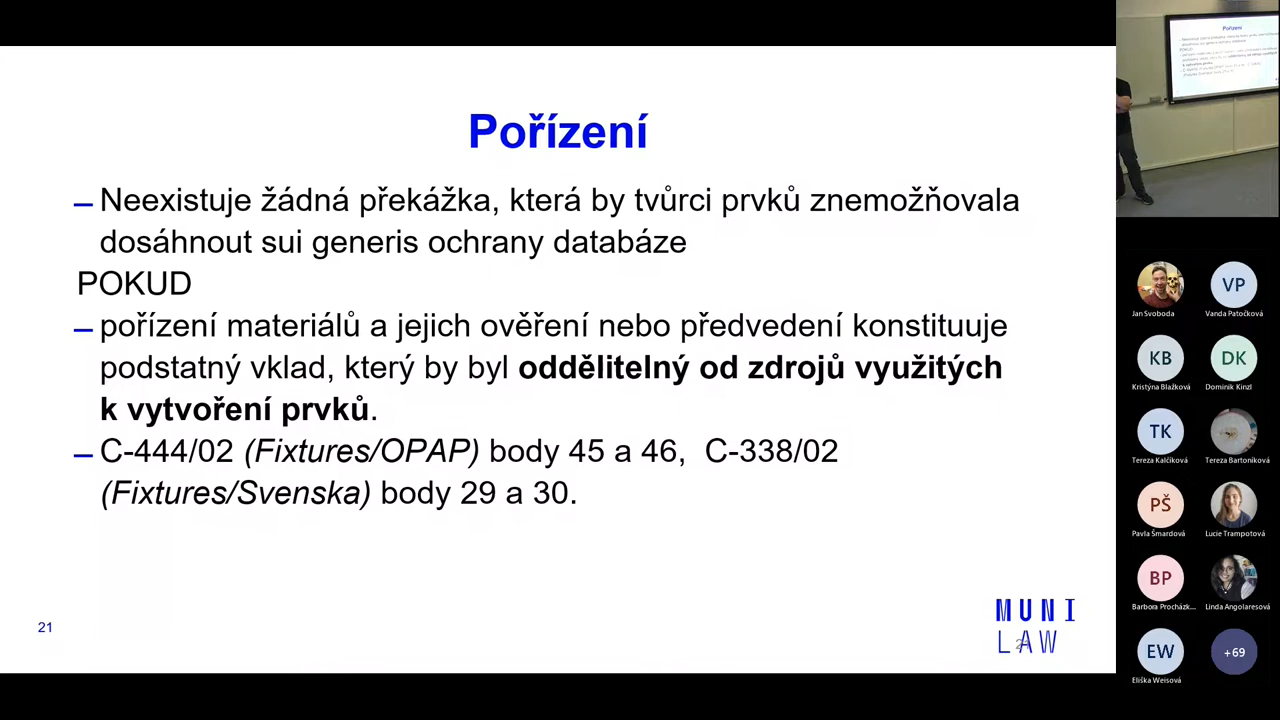 Pořízení
– Neexistuje žádná překážka, která by tvůrci prvků znemožňovala
dosáhnout sui generis ochrany databáze
POKUD
– pořízení materiálů a jejich ověření nebo předvedení konstituuje
podstatný vklad, který by byl oddělitelný od zdrojů využitých
k vytvoření prvků.
– C-444/02 (Fixtures/OPAP) body 45 a 46, C-338/02
(Fixtures/Svenska) body 29 a 30.
21
MUNI
LAW
Pořízení
Jan Svoboda
VP
Vanda Patočková
KB
Kristýna Blažková
DK
Dominik Kinzl
TK
Tereza Kalčíková
Tereza Bartoníková
PŠ
Pavla Šmardová
Lucie Trampotová
BP
Barbora Procházk...
Linda Angolaresová
EW
Eliška Weisová
+69